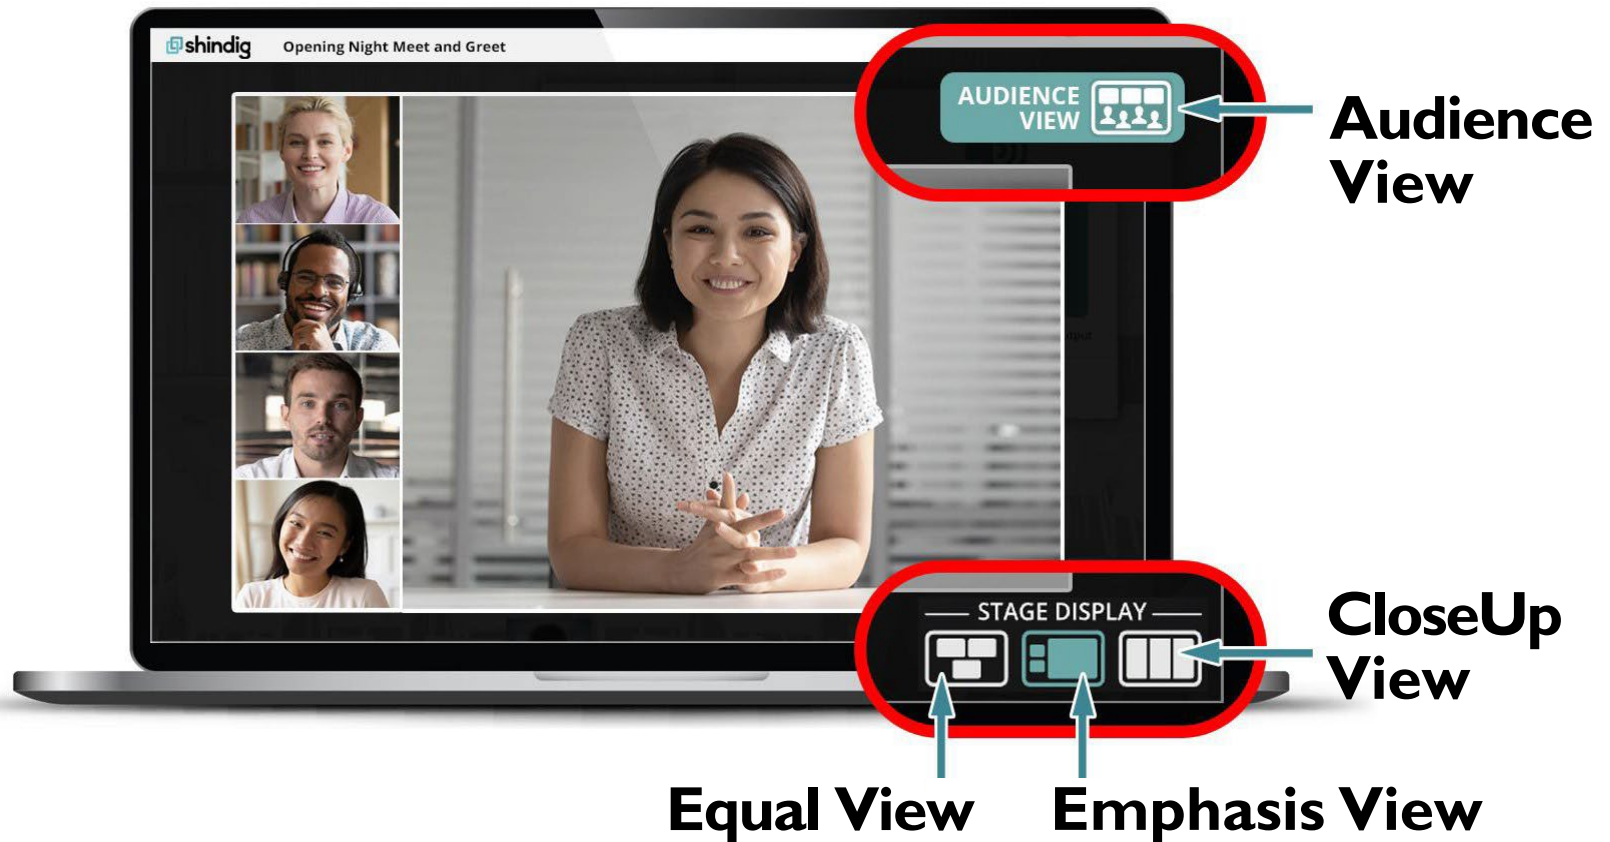 shindig
Opening Night Meet and Greet
AUDIENCE
VIEW
Audience
View
STAGE DISPLAY
CloseUp
View
Equal View
Emphasis View